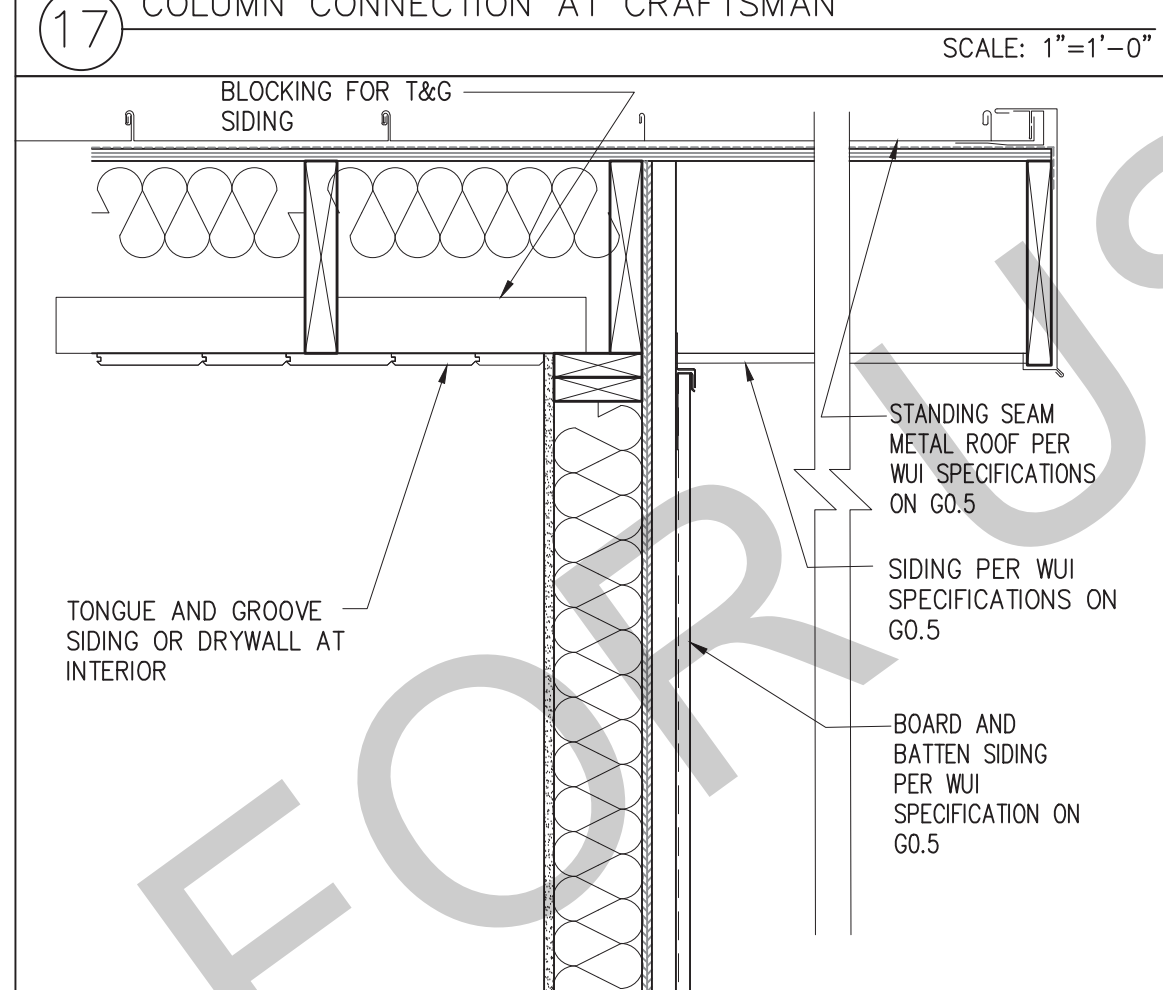 17
COLUMN CONNECTION AT CRAFTSMAN
SCALE: 1"=1'-0"
BLOCKING FOR T&G
SIDING
STANDING SEAM
METAL ROOF PER
WUI SPECIFICATIONS
ON G0.5
SIDING PER WUI
SPECIFICATIONS ON
G0.5
TONGUE AND GROOVE
SIDING OR DRYWALL AT
INTERIOR
BOARD AND
BATTEN SIDING
PER WUI
SPECIFICATION ON
G0.5
FOR US